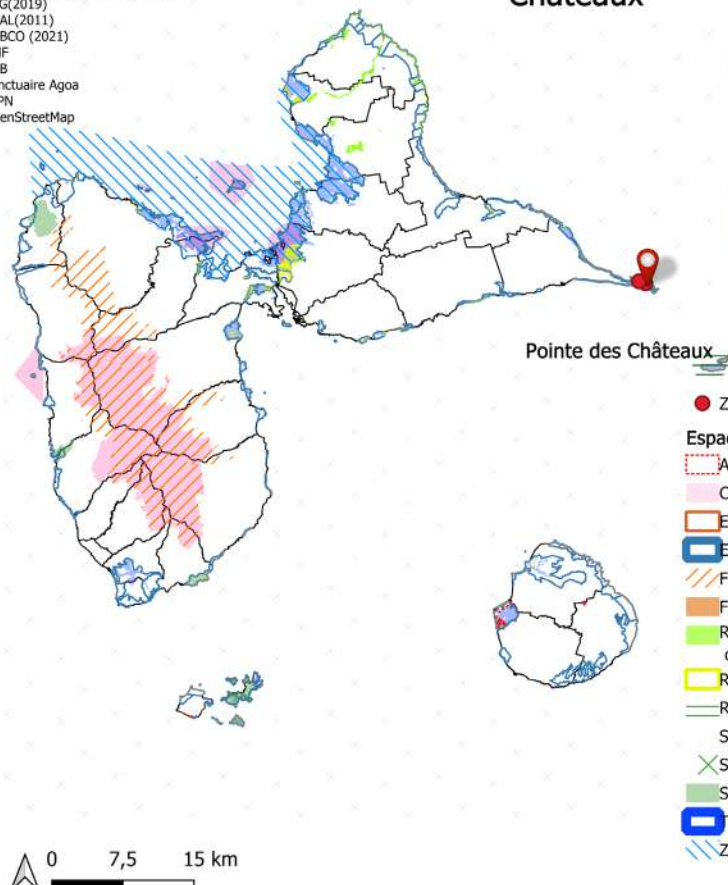 G(2019)
AL(2011)
BCO (2021)
nctuaire Agoa
PN
enStreetMap
Châteaux
Pointe des Châteaux
Z
Espa
A
C
E
E
F
F
R
R
R
S
S
S
T
Z
0 7,5 15 km